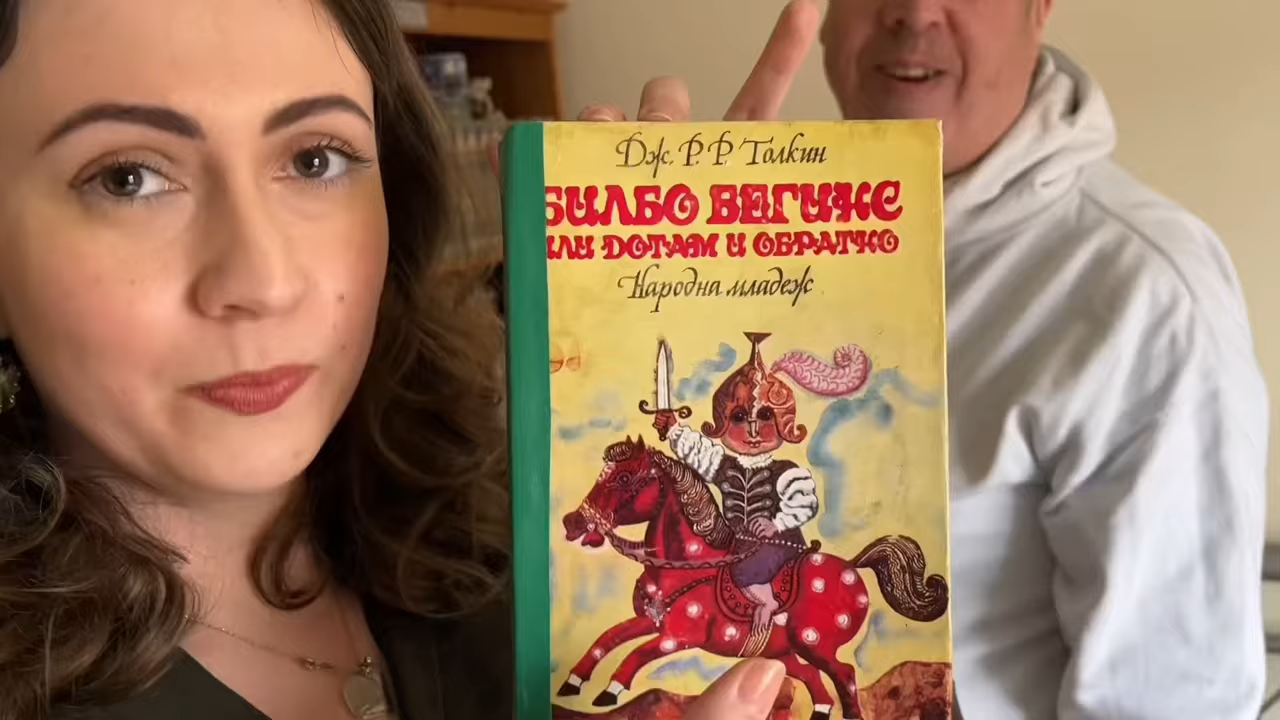 Дж. Р. Р. Толкин
БИЛБО БЕГИНС
ИЛИ ДОТАМ И ОБРАТНО
Народна младеж